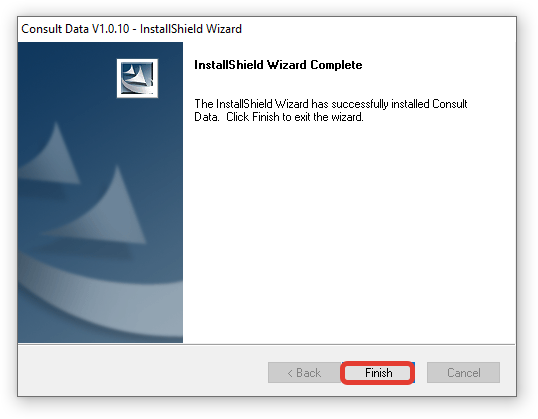 Consult Data V1.0.10 - InstallShield Wizard
InstallShield Wizard Complete
The InstallShield Wizard has successfully installed Consult
Data. Click Finish to exit the wizard.
< Back Finish Cancel